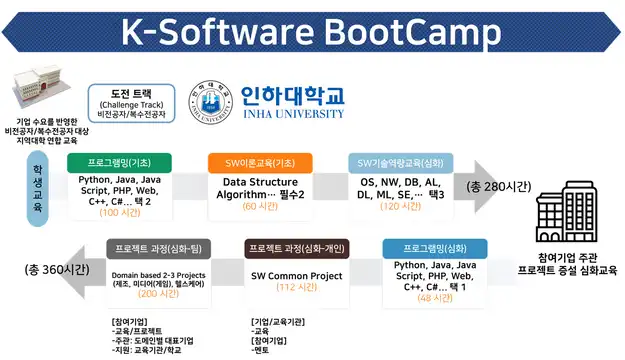 K-Software BootCamp
기업 수요를 반영한
비전공자/복수전공자 대상
지역대학 연합 교육
도전 트랙
(Challenge Track)
비전공자/복수전공자
인하대학교
INHA UNIVERSITY
학생교육
프로그밍(기초)
Python, Java, Java
Script, PHP, Web,
C++, C#... 택 2
(100 시간)
SW이론교육(기초)
Data Structure
Algorithm… 필수2
(60 시간)
SW기술역량교육(심화)
OS, NW, DB, AL,
DL, ML, SE,… 택3
(120 시간)
(총 280시간)
참여기업 주관
프로젝트 증설 심화교육
프로그밍(심화)
Python, Java, Java
Script, PHP, Web,
C++, C#... 택 1
(48 시간)
프로젝트 과정(심화-개인)
SW Common Project
(112 시간)
프로젝트 과정(심화-팀)
Domain based 2-3 Projects
(제조, 미디어(게임), 헬스케어)
(200 시간)
(총 360시간)
[참여기업]
-교육/프로젝트
-주관: 도메인별 대표기업
-지원: 교육기관/학교
[기업/교육기관]
-교육
[참여기업]
-멘토